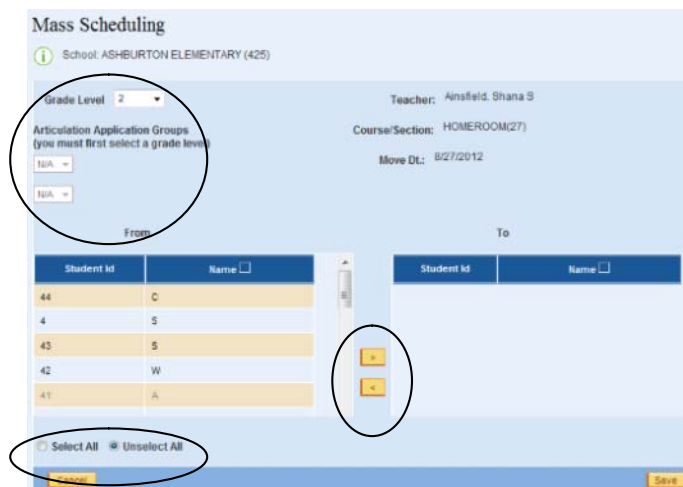 Mass Scheduling
i School: ASHBURTON ELEMENTARY (425)
Grade Level 2 Teacher: Ainsfield, Shana S
Articulation Application Groups Course/Section: HOMEROOM(27)
(you must first select a grade level)
N/A Move Dt.: 8/27/2012
N/A
From To
Student Id Name Student Id Name
44 C
4 S
43 S
42 W
41 A
>
<
Select All Unselect All
Cancel Save